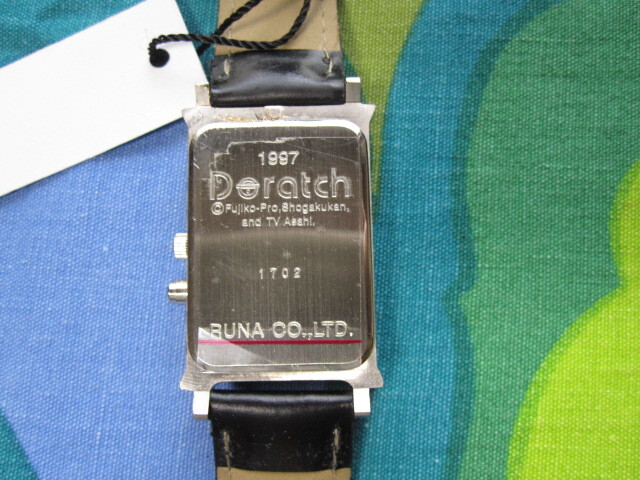 1997
Doratch
©Fujiko-Pro,Shogakukan,
and TV Asahi.
1702
RUNA CO.,LTD.